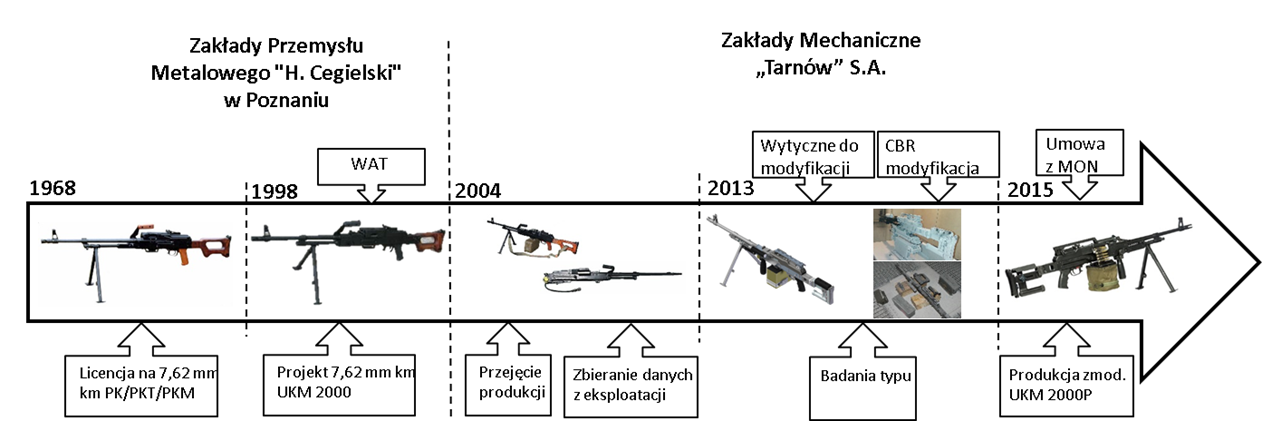 Zakłady Przemysłu
Metalowego "H. Cegielski"
w Poznaniu
Zakłady Mechaniczne
„Tarnów” S.A.
WAT
Wytyczne do
modyfikacji
CBR
modyfikacja
Umowa
z MON
1968
1998
2004
2013
2015
Licencja na 7,62 mm
km PK/PKT/PKM
Projekt 7,62 mm km
UKM 2000
Przejęcie
produkcji
Zbieranie danych
z eksploatacji
Badania typu
Produkcja zmod.
UKM 2000P